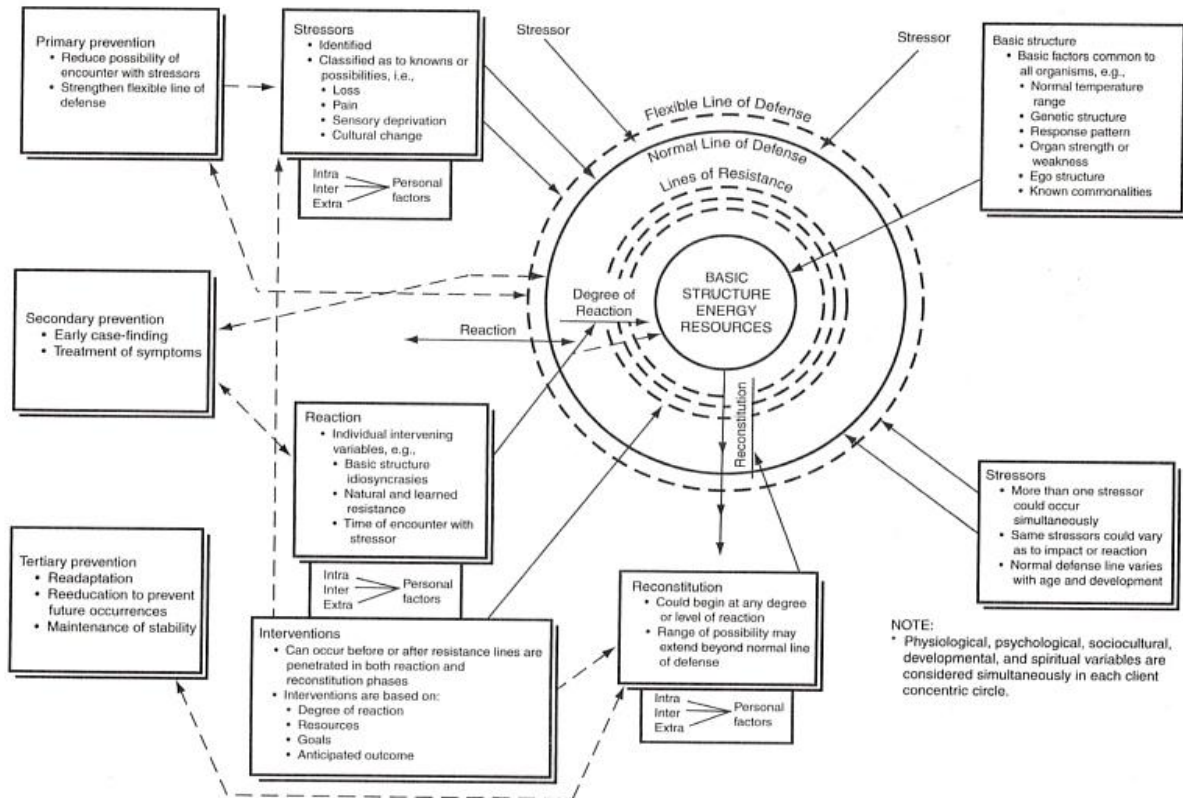 Primary prevention
• Reduce possibility of
encounter with stressors
• Strengthen flexible line of
defense
Stressors
• Identified
• Classified as to knowns or
possibilities, i.e.,
• Loss
• Pain
• Sensory deprivation
• Cultural change
Intra
Inter
Extra
Personal
factors
Stressor
Stressor
Basic structure
• Basic factors common to
all organisms, e.g.,
• Normal temperature
range
• Genetic structure
• Response pattern
• Organ strength or
weakness
• Ego structure
• Known commonalities
Flexible Line of Defense
Normal Line of Defense
Lines of Resistance
BASIC
STRUCTURE
ENERGY
RESOURCES
Degree of
Reaction
Reaction
Reconstitution
Secondary prevention
• Early case-finding
• Treatment of symptoms
Reaction
• Individual intervening
variables, e.g.,
• Basic structure
idiosyncrasies
• Natural and learned
resistance
• Time of encounter with
stressor
Intra
Inter
Extra
Personal
factors
Stressors
• More than one stressor
could occur
simultaneously
• Same stressors could vary
as to impact or reaction
• Normal defense line varies
with age and development
Tertiary prevention
• Readaptation
• Reeducation to prevent
future occurrences
• Maintenance of stability
Interventions
• Can occur before or after resistance lines are
penetrated in both reaction and
reconstitution phases
• Interventions are based on:
• Degree of reaction
• Resources
• Goals
• Anticipated outcome
Reconstitution
• Could begin at any degree
or level of reaction
• Range of possibility may
extend beyond normal line
of defense
Intra
Inter
Extra
Personal
factors
NOTE:
* Physiological, psychological, sociocultural,
developmental, and spiritual variables are
considered simultaneously in each client
concentric circle.